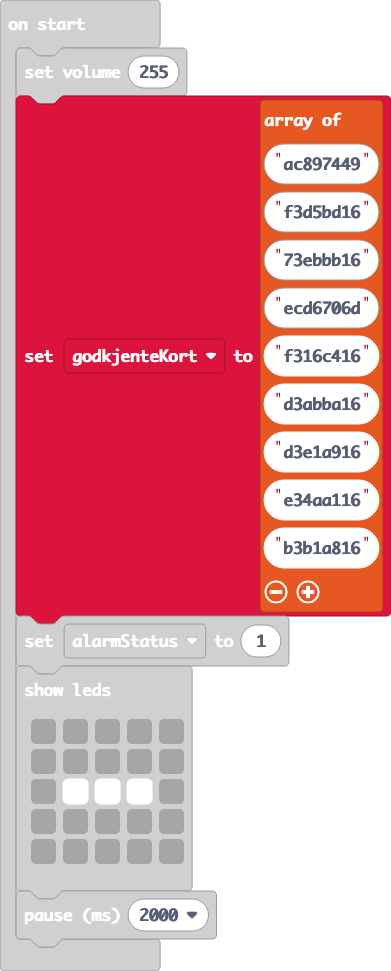 on start
set volume 255
array of
"ac897449"
"f3d5bd16"
"73ebbb16"
"ecd6706d"
set godkjenteKort to "f316c416"
"d3abba16"
"d3e1a916"
"e34aa116"
"b3b1a816"
set alarmStatus to 1
show leds
pause (ms) 2000